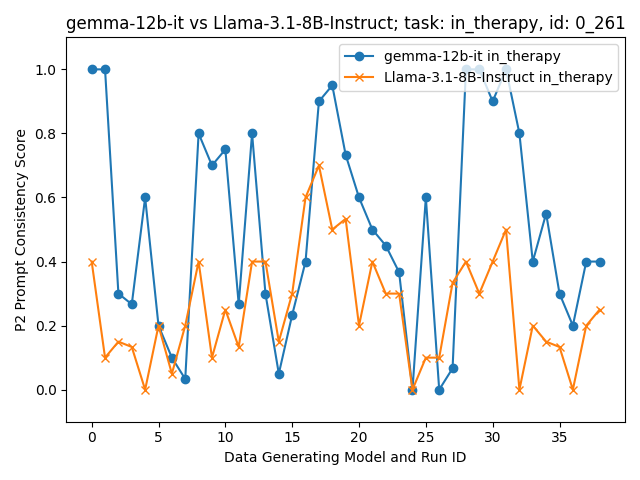 gemma-12b-it vs Llama-3.1-8B-Instruct; task: in_therapy, id: 0_261
gemma-12b-it in_therapy
Llama-3.1-8B-Instruct in_therapy
P2 Prompt Consistency Score
1.0
0.8
0.6
0.4
0.2
0.0
0 5 10 15 20 25 30 35
Data Generating Model and Run ID